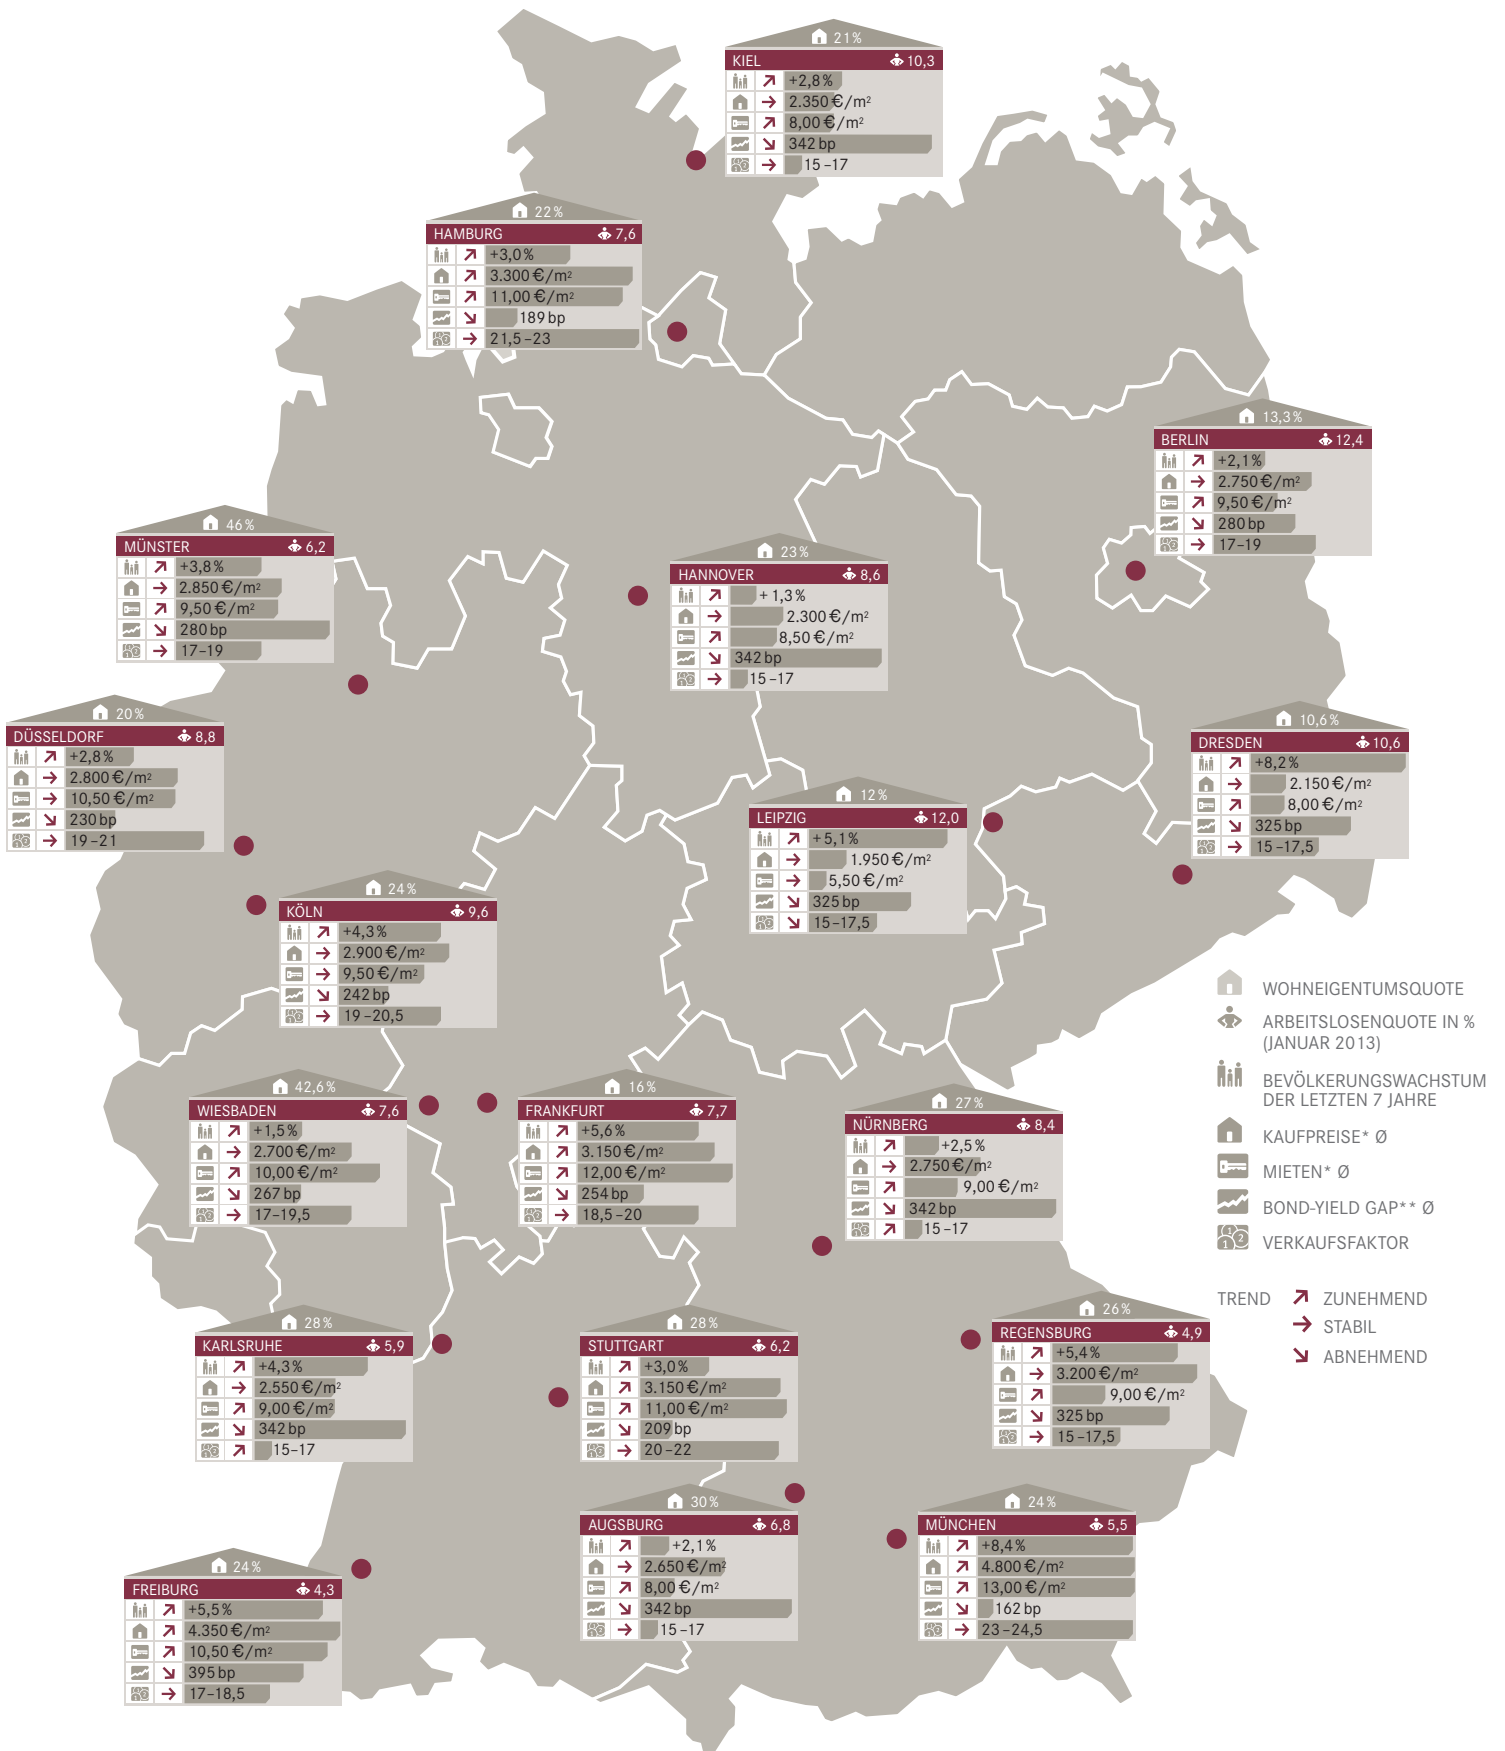 21%
KIEL 10,3
+2,8%
2.350 €/m²
8,00 €/m²
342 bp
15–17
22%
HAMBURG 7,6
+3,0%
3.300 €/m²
11,00 €/m²
189 bp
21,5–23
13,3%
BERLIN 12,4
+2,1%
2.750 €/m²
9,50 €/m²
280 bp
17–19
46%
MÜNSTER 6,2
+3,8%
2.850 €/m²
9,50 €/m²
280 bp
17–19
23%
HANNOVER 8,6
+ 1,3%
2.300 €/m²
8,50 €/m²
342 bp
15–17
20%
DÜSSELDORF 8,8
+2,8%
2.800 €/m²
10,50 €/m²
230 bp
19–21
10,6%
DRESDEN 10,6
+8,2%
2.150 €/m²
8,00 €/m²
325 bp
15–17,5
12%
LEIPZIG 12,0
+5,1%
1.950 €/m²
5,50 €/m²
325 bp
15–17,5
24%
KÖLN 9,6
+4,3%
2.900 €/m²
9,50 €/m²
242 bp
19–20,5
WOHNEIGENTUMSQUOTE
ARBEITSLOSENQUOTE IN %
(JANUAR 2013)
BEVÖLKERUNGSWACHSTUM
DER LETZTEN 7 JAHRE
KAUFPREISE* Ø
MIETEN* Ø
BOND-YIELD GAP** Ø
VERKAUFSFAKTOR
TREND ZUNEHMEND
STABIL
ABNEHMEND
42,6%
WIESBADEN 7,6
+1,5%
2.700 €/m²
10,00 €/m²
267 bp
17–19,5
16%
FRANKFURT 7,7
+5,6%
3.150 €/m²
12,00 €/m²
254 bp
18,5–20
27%
NÜRNBERG 8,4
+2,5%
2.750 €/m²
9,00 €/m²
342 bp
15–17
28%
KARLSRUHE 5,9
+4,3%
2.550 €/m²
9,00 €/m²
342 bp
15–17
28%
STUTTGART 6,2
+3,0%
3.150 €/m²
11,00 €/m²
209 bp
20–22
26%
REGENSBURG 4,9
+5,4%
3.200 €/m²
9,00 €/m²
325 bp
15–17,5
30%
AUGSBURG 6,8
+2,1%
2.650 €/m²
8,00 €/m²
342 bp
15–17
24%
MÜNCHEN 5,5
+8,4%
4.800 €/m²
13,00 €/m²
162 bp
23–24,5
24%
FREIBURG 4,3
+5,5%
4.350 €/m²
10,50 €/m²
395 bp
17–18,5